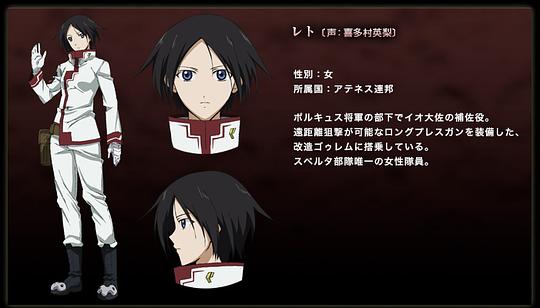 レト〔声：喜多村英梨〕
性別：女
所属国：アテネス連邦
ボルキュス将軍の部下でイオ大佐の補佐役。
遠距離狙撃が可能なロングプレスガンを装備した、
改造ゴゥレムに搭乗している。
スペルタ部隊唯一の女性隊員。